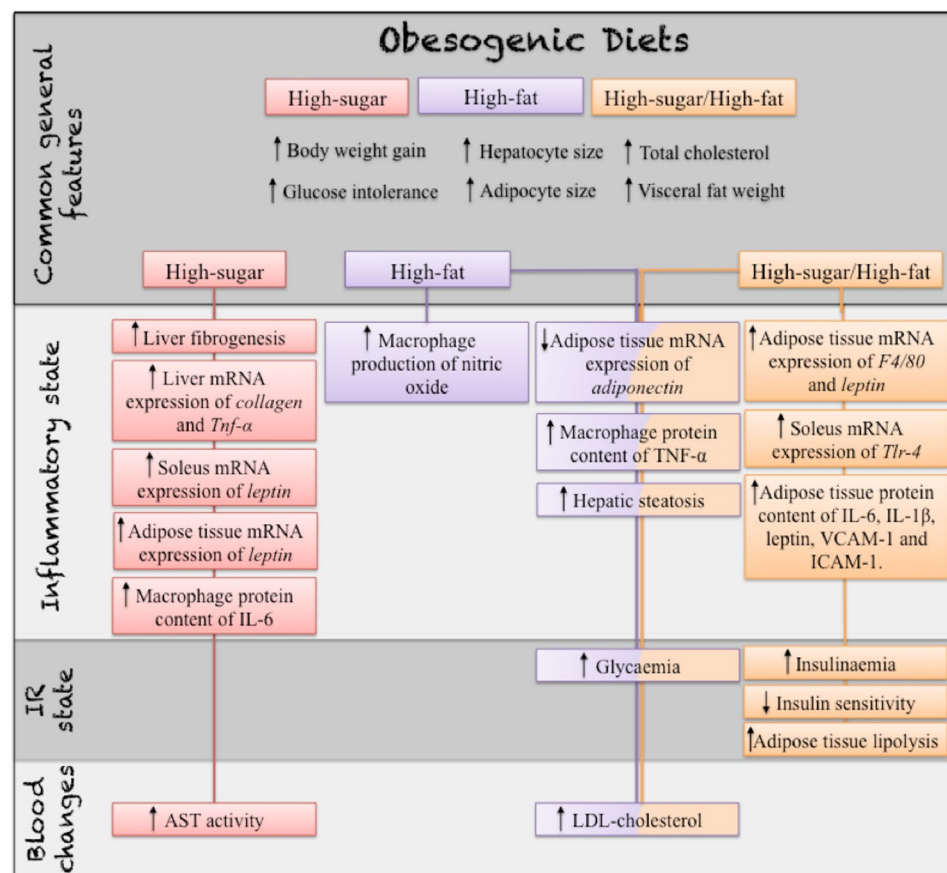 Obesogenic Diets
Common general
features
High-sugar
High-fat
High-sugar/High-fat
↑ Body weight gain
↑ Hepatocyte size
↑ Total cholesterol
↑ Glucose intolerance
↑ Adipocyte size
↑ Visceral fat weight
High-sugar
High-fat
High-sugar/High-fat
Inflammatory state
↑ Liver fibrogenesis
↑ Liver mRNA
expression of collagen
and Tnf-α
↑ Soleus mRNA
expression of leptin
↑ Adipose tissue mRNA
expression of leptin
↑ Macrophage protein
content of IL-6
↑ Macrophage
production of nitric
oxide
↓ Adipose tissue mRNA
expression of
adiponectin
↑ Macrophage protein
content of TNF-α
↑ Hepatic steatosis
↑ Adipose tissue mRNA
expression of F4/80
and leptin
↑ Soleus mRNA
expression of Tlr-4
↑ Adipose tissue protein
content of IL-6, IL-1β,
leptin, VCAM-1 and
ICAM-1.
IR
state
↑ Glycaemia
↑ Insulinaemia
↓ Insulin sensitivity
↑ Adipose tissue lipolysis
Blood
changes
↑ AST activity
↑ LDL-cholesterol